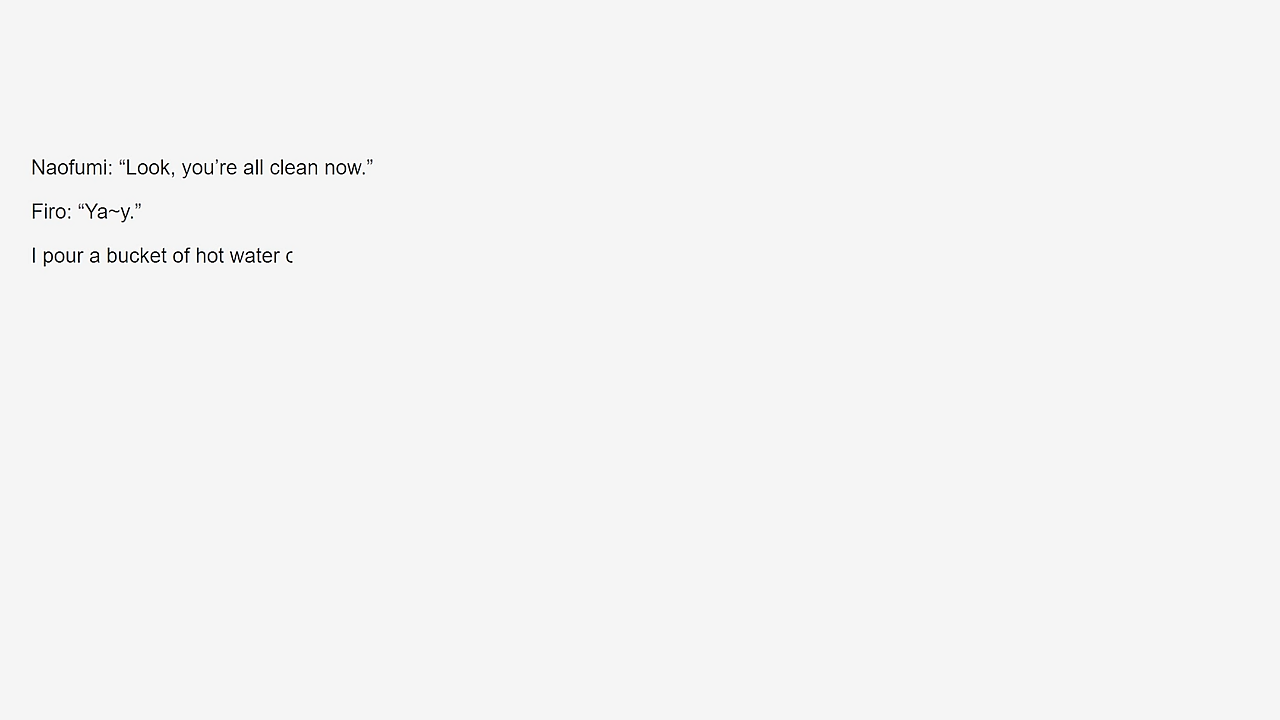 Naofumi: “Look, you’re all clean now.”
Firo: “Ya~y.”
I pour a bucket of hot water